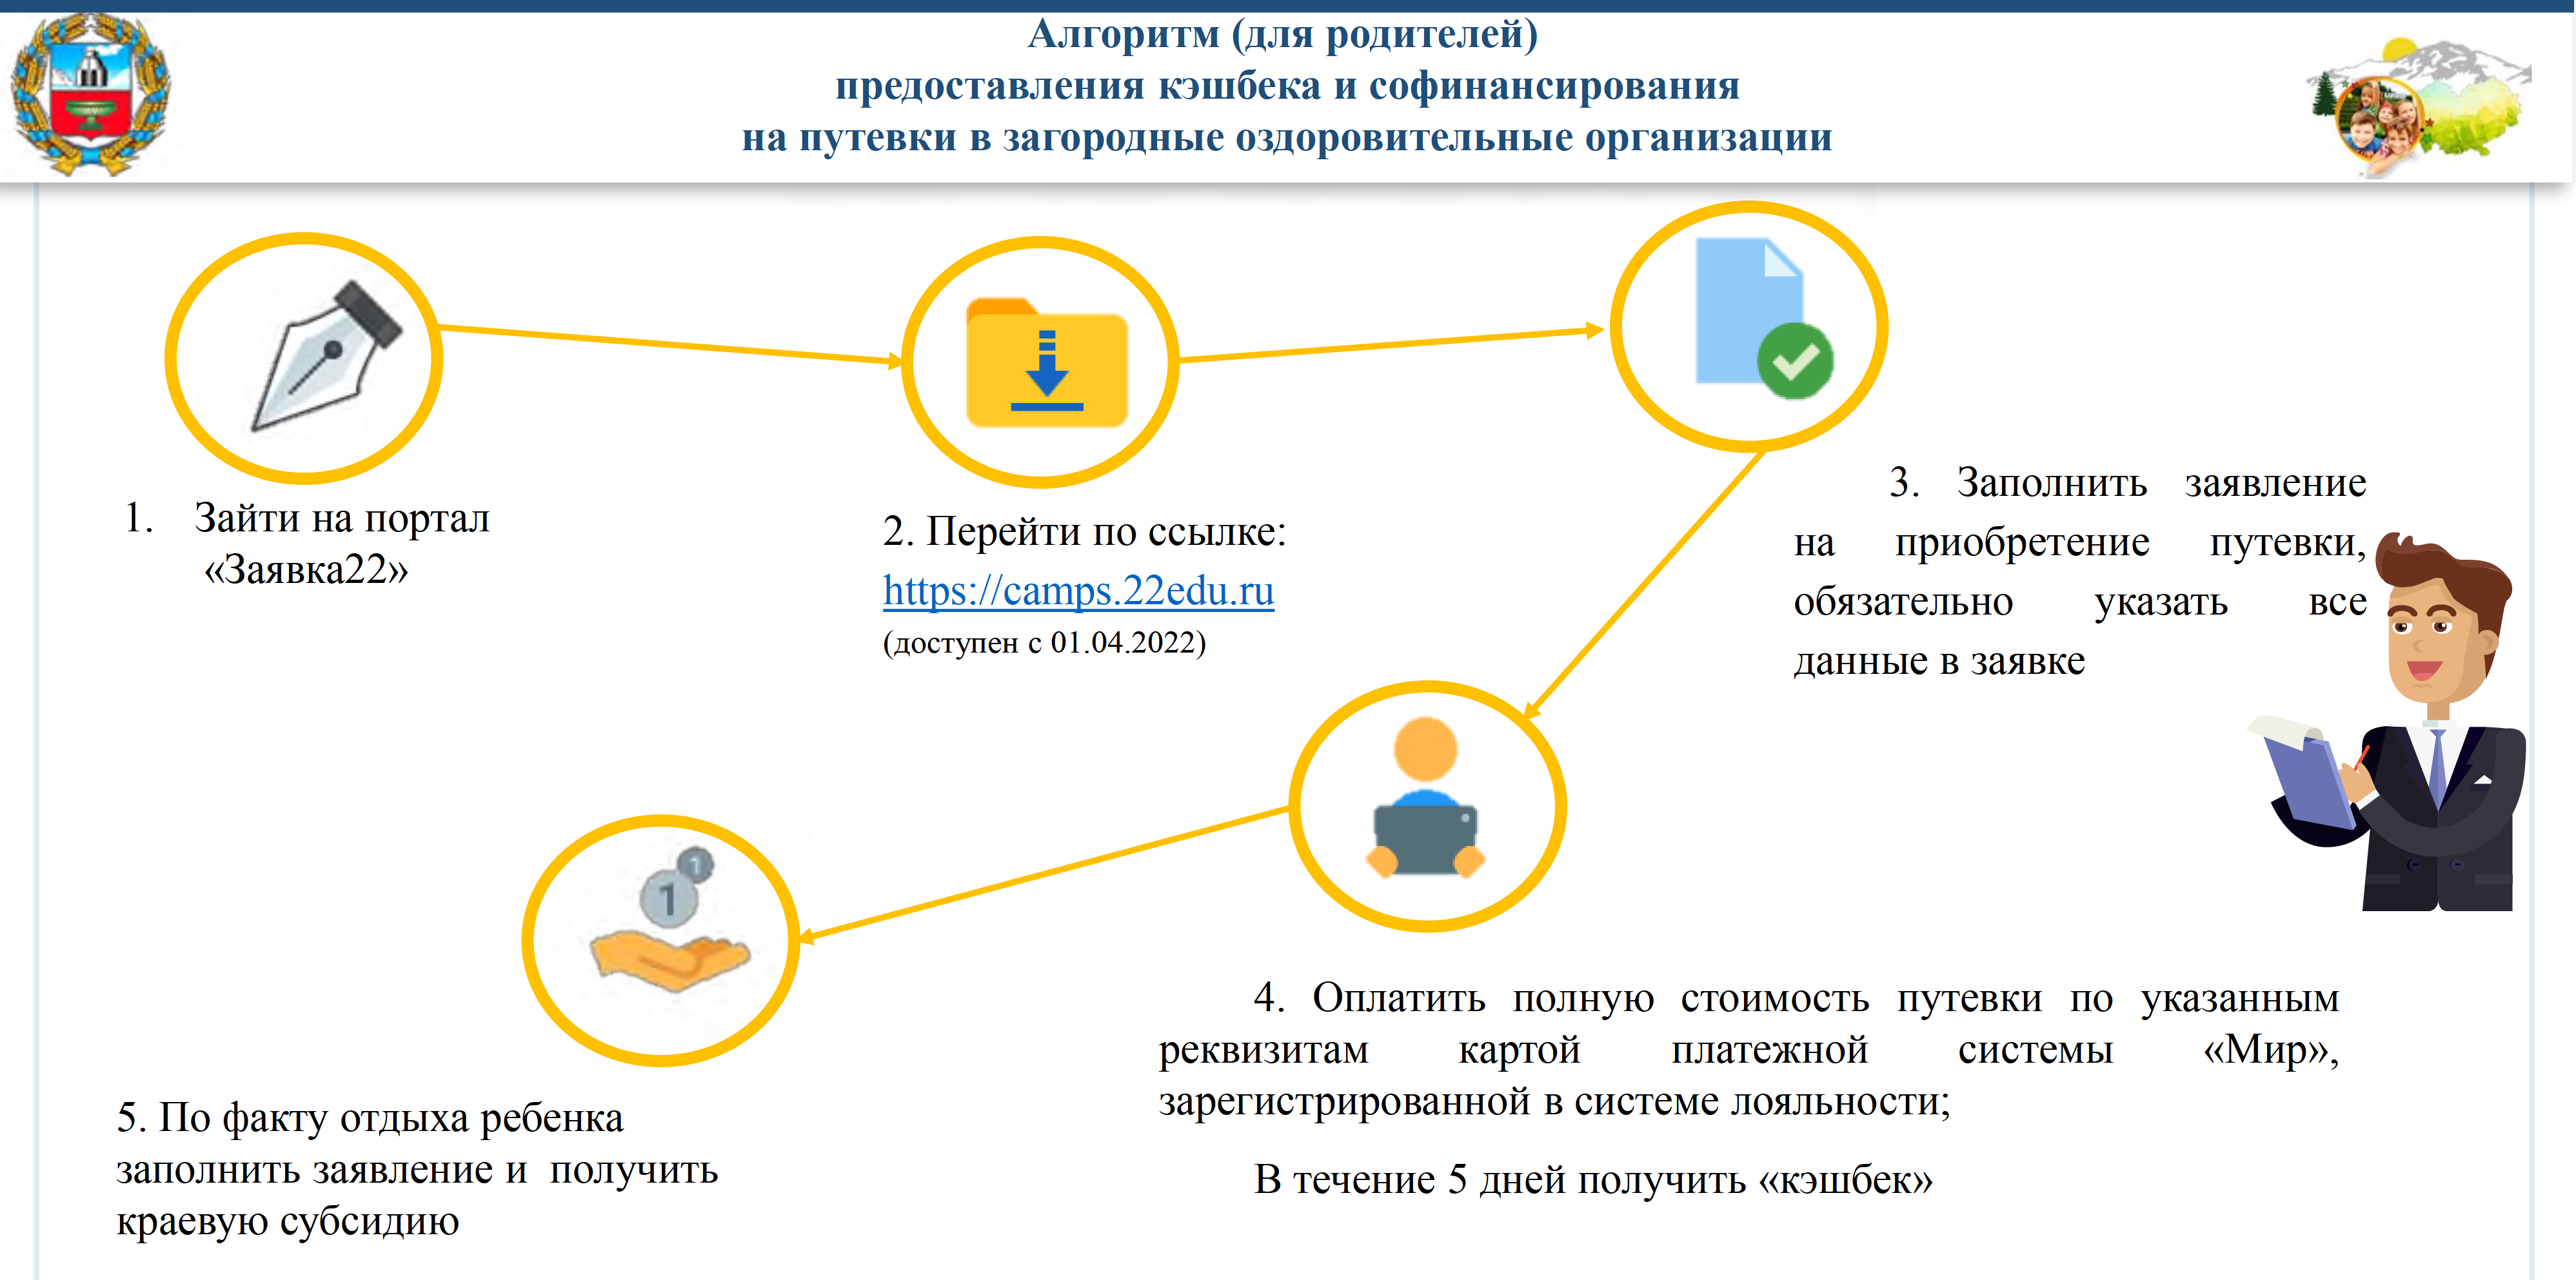 Алгоритм (для родителей)
предоставления кэшбека и софинансирования
на путевки в загородные оздоровительные организации
1. Зайти на портал
«Заявка22»
2. Перейти по ссылке:
https://camps.22edu.ru
(доступен с 01.04.2022)
3. Заполнить заявление
на приобретение путевки,
обязательно указать все
данные в заявке
4. Оплатить полную стоимость путевки по указанным
реквизитам картой платежной системы «Мир»,
зарегистрированной в системе лояльности;
В течение 5 дней получить «кэшбек»
1
1
5. По факту отдыха ребенка
заполнить заявление и получить
краевую субсидию